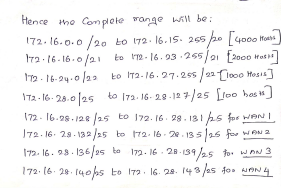 Hence the Complete range will be:
172.16.0.0 /20 to 172.16.15.255/20 [4000 Hosts]
172.16.16.0/21 to 172.16.23.255/21 [2000 Hosts]
172.16.24.0/22 to 172.16.27.255/22 [1000 Hosts]
172.16.28.0/25 to 172.16.28.127/25 [100 hosts]
172.16.28.128/25 to 172.16.28.131/25 for WAN 1
172.16.28.132/25 to 172.16.28.135/25 for WAN 2
172.16.28.136/25 to 172.16.28.139/25 for WAN 3
172.16.28.140/25 to 172.16.28.143/25 for WAN 4